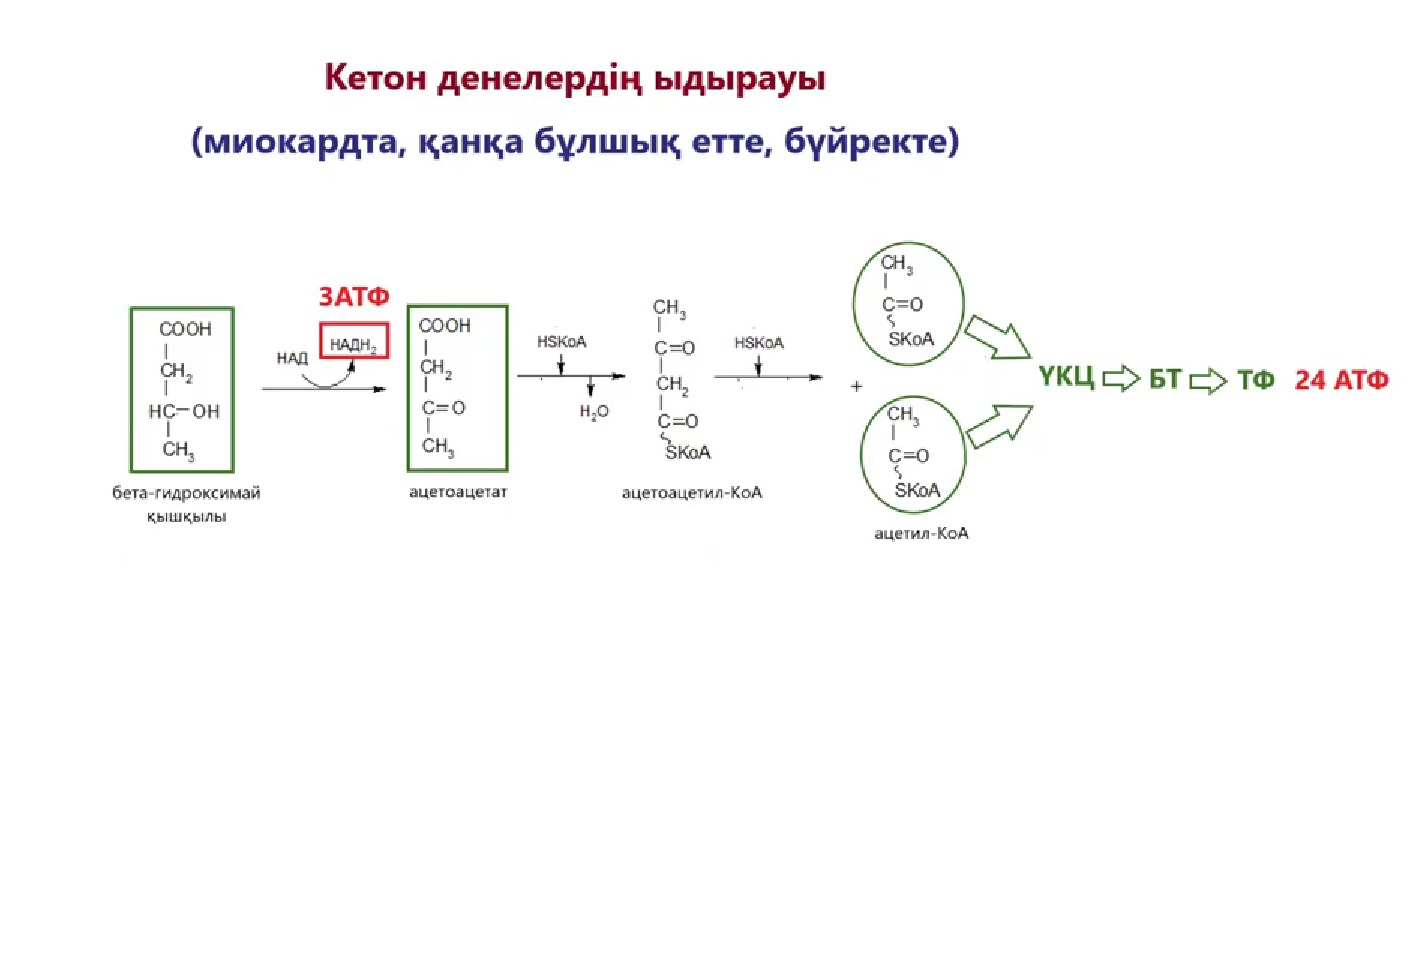 Кетон денелердің ыдырауы
(миокардта, қанқа бұлшық етте, бүйректе)
3АТФ
НАД
НАДН₂
COOH
CH₂
HC—OH
CH₃
бета-гидроксимай
қышқылы
COOH
CH₂
C=O
CH₃
ацетоацетат
HSKoA
H₂O
CH₃
C=O
CH₂
C=O
SKoA
ацетоацетил-КоА
HSKoA
CH₃
C=O
SKoA
+
CH₃
C=O
SKoA
ацетил-КоА
ҮКЦ БТ ТФ 24 АТФ